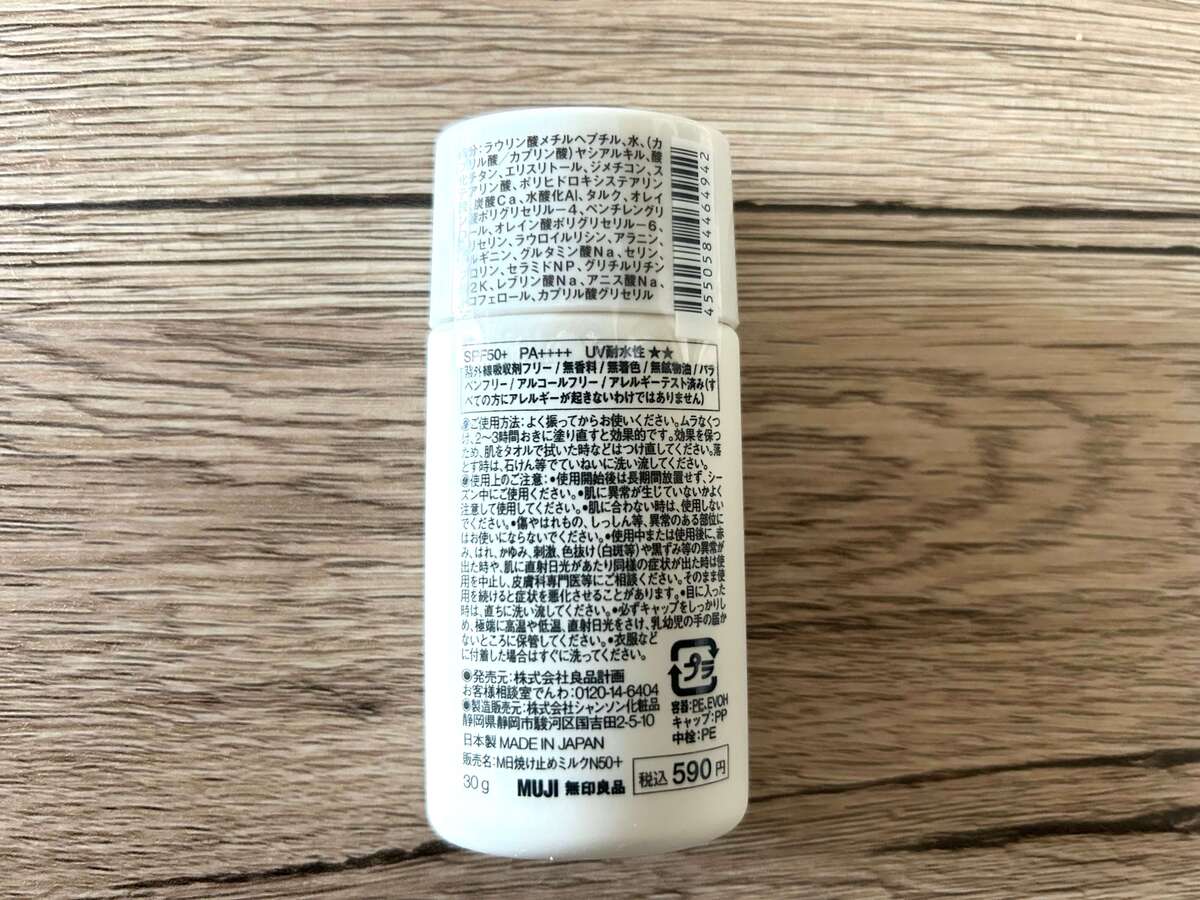 分:ラウリン酸メチルヘプチル、水、(カ
リル酸/カプリン酸)ヤシアルキル、酸
チタン、エリスリトール、ジメチコン、ス
アリン酸、ポリヒドロキシステアリン
炭酸Ca、水酸化Al、タルク、オレイ
酸ポリグリセリル-4、ペンチレングリ
ール、オレイン酸ポリグリセリル-6、
リセリン、ラウロイルリシン、アラニン、
ルギニン、グルタミン酸Na、セリン、
ロリン、セラミドNP、グリチルリチン
2K、レブリン酸Na、アニス酸Na、
コフェロール、カプリル酸グリセリル
4550584464942
SPF50+ PA++++ UV耐水性★★
紫外線吸収剤フリー/無香料/無着色/無鉱物油/パラ
ベンフリー/アルコールフリー/アレルギーテスト済み(す
べての方にアレルギーが起きないわけではありません)
●ご使用方法:よく振ってからお使いください。ムラなくつ
け、2~3時間おきに塗り直すと効果的です。効果を保つ
ため、肌をタオルで拭いた時などはつけ直してください。落
とす時は、石けん等でていねいに洗い流してください。
●使用上のご注意:●使用開始後は長期間放置せず、シー
ズン中にご使用ください。●肌に異常が生じていないかよく
注意して使用してください。●肌に合わない時は、使用しない
でください。●傷やはれもの、しっしん等、異常のある部位に
はお使いにならないでください。●使用中または使用後に、赤
み、はれ、かゆみ、刺激、色抜け(白斑等)や黒ずみ等の異常が
出た時や、肌に直射日光があたり同様の症状が出た時は使
用を中止し、皮膚科専門医等にご相談ください。そのまま使
用を続けると症状を悪化させることがあります。●目に入った
時は、直ちに洗い流してください。●必ずキャップをしっかりし
め、極端に高温や低温、直射日光をさけ、乳幼児の手の届か
ないところに保管してください。●衣服など
に付着した場合はすぐに洗ってください。
●発売元:株式会社良品計画
お客様相談室でんわ:0120-14-6404
●製造販売元:株式会社シャンソン化粧品
静岡県静岡市駿河区国吉田2-5-10
日本製 MADE IN JAPAN
販売名:M日焼け止めミルクN50+
30g
MUJI 無印良品
プラ
容器:PE,EVOH
キャップ:PP
中栓:PE
税込590円